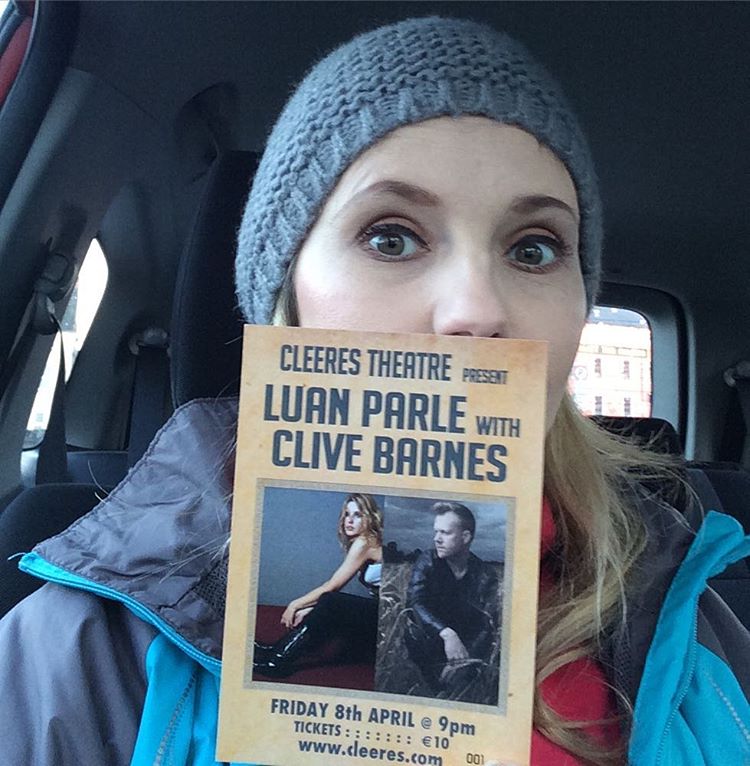 CLEERES THEATRE PRESENT
LUAN PARLE WITH
CLIVE BARNES
FRIDAY 8th APRIL @ 9pm
TICKETS : : : : : : : €10
www.cleeres.com 001